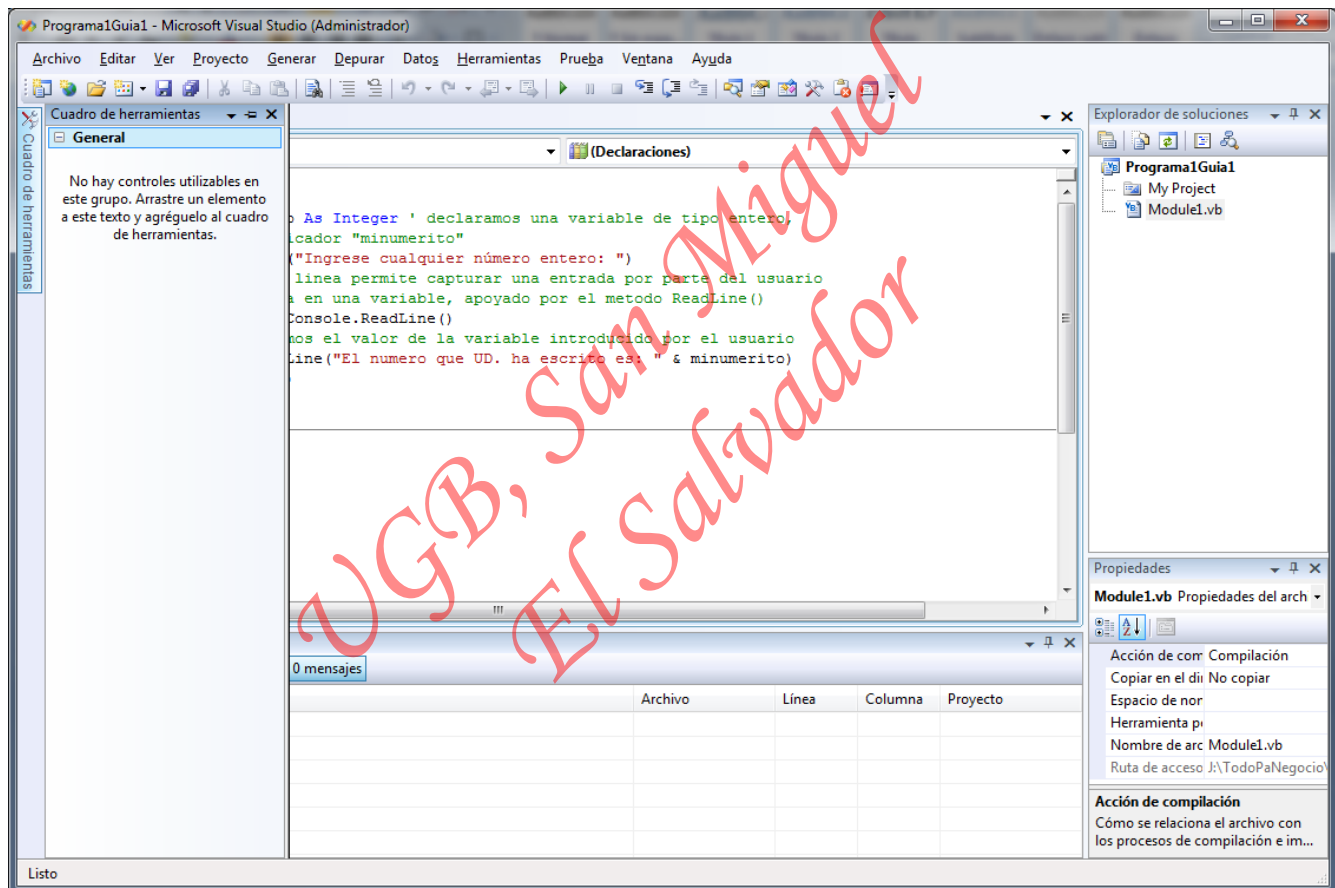 Programa1Guia1 - Microsoft Visual Studio (Administrador)
Archivo Editar Ver Proyecto Generar Depurar Datos Herramientas Prueba Ventana Ayuda
Cuadro de herramientas
Cuadro de herramientas
General
No hay controles utilizables en
este grupo. Arrastre un elemento
a este texto y agréguelo al cuadro
de herramientas.
(Declaraciones)
o As Integer ' declaramos una variable de tipo entero,
icador "minumerito"
("Ingrese cualquier número entero: ")
linea permite capturar una entrada por parte del usuario
a en una variable, apoyado por el metodo ReadLine()
Console.ReadLine()
mos el valor de la variable introducido por el usuario
Line("El numero que UD. ha escrito es: " & minumerito)
UGB, San Miguel
El Salvador
0 mensajes
Archivo Línea Columna Proyecto
Explorador de soluciones
Programa1Guia1
My Project
Module1.vb
Propiedades
Module1.vb Propiedades del arch
Acción de com Compilación
Copiar en el dir No copiar
Espacio de nor
Herramienta pe
Nombre de arc Module1.vb
Ruta de acceso J:\TodoPaNegocio\
Acción de compilación
Cómo se relaciona el archivo con
los procesos de compilación e im...
Listo